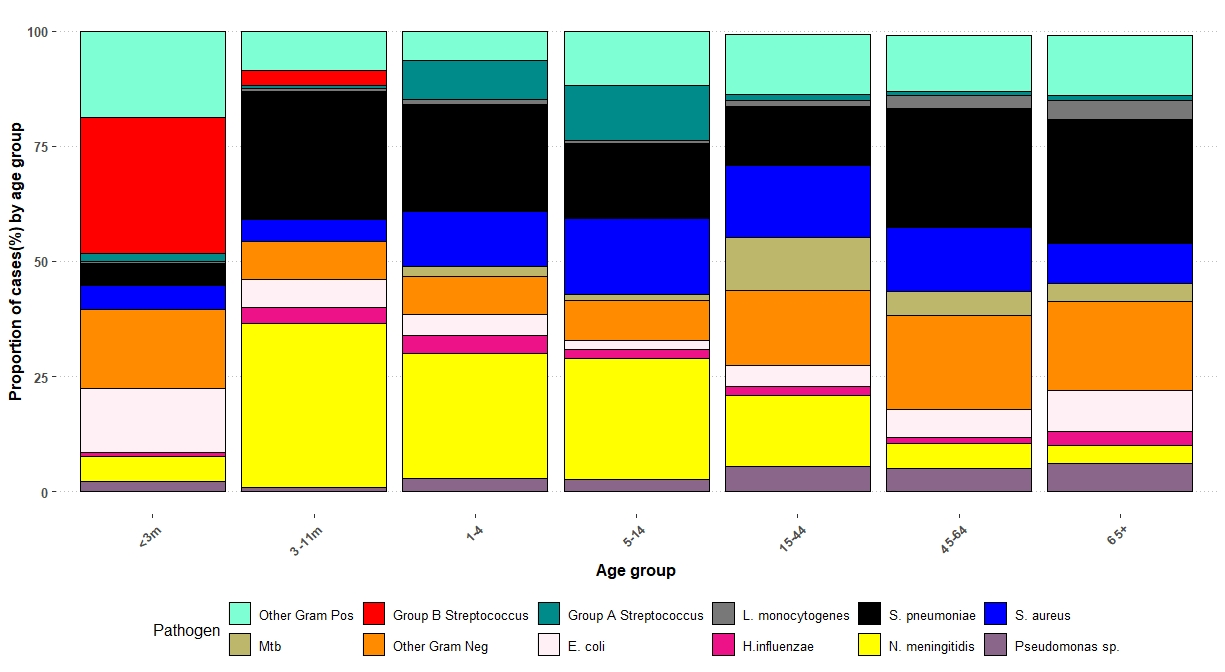 Proportion of cases(%) by age group
100
75
50
25
0
<3m
3 -11m
1-4
5-14
15-44
45-64
65+
Age group
Pathogen
Other Gram Pos Group B Streptococcus Group A Streptococcus L. monocytogenes S. pneumoniae S. aureus
Mtb Other Gram Neg E. coli H.influenzae N. meningitidis Pseudomonas sp.